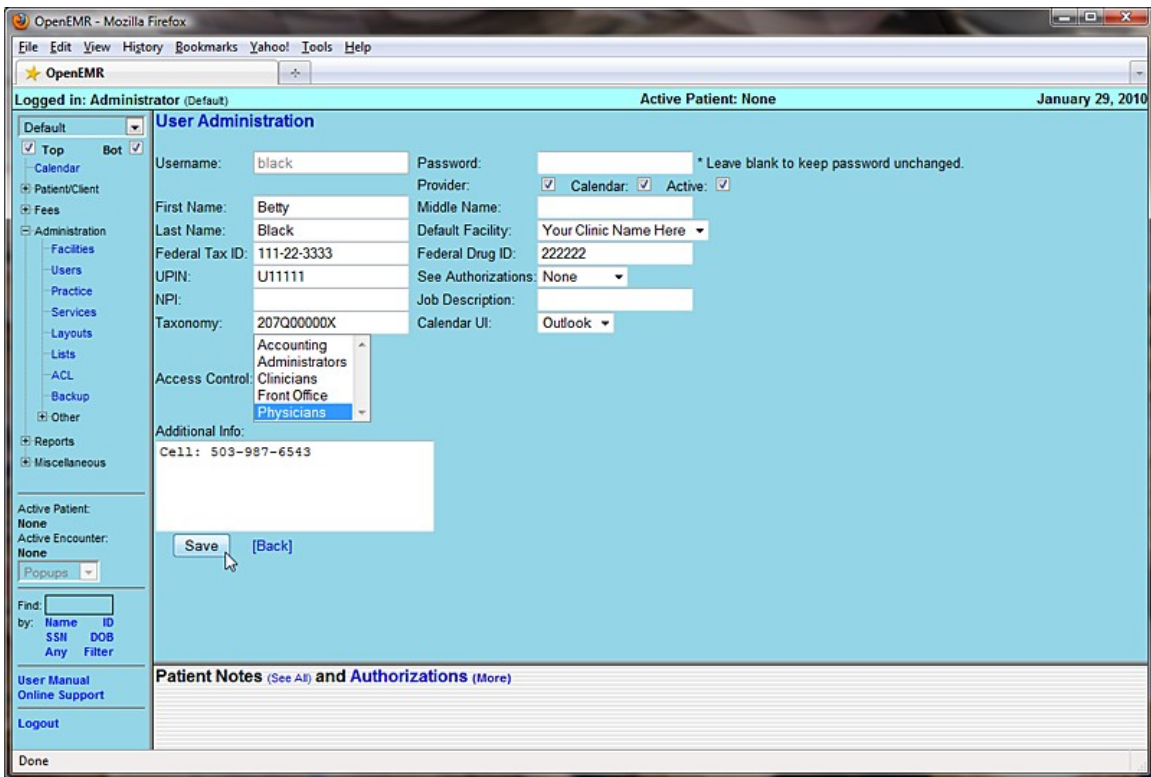 OpenEMR - Mozilla Firefox
File Edit View History Bookmarks Yahoo! Tools Help
OpenEMR
Logged in: Administrator (Default) Active Patient: None January 29, 2010
Default
Top Bot
Calendar
Patient/Client
Fees
Administration
Facilities
Users
Practice
Services
Layouts
Lists
ACL
Backup
Other
Reports
Miscellaneous
Active Patient:
None
Active Encounter:
None
Popups
Find:
by: Name ID
SSN DOB
Any Filter
User Manual
Online Support
Logout
User Administration
Username: black Password: * Leave blank to keep password unchanged.
Provider: Calendar: Active:
First Name: Betty Middle Name:
Last Name: Black Default Facility: Your Clinic Name Here
Federal Tax ID: 111-22-3333 Federal Drug ID: 222222
UPIN: U11111 See Authorizations: None
NPI: Job Description:
Taxonomy: 207Q00000X Calendar UI: Outlook
Access Control:
Accounting
Administrators
Clinicians
Front Office
Physicians
Additional Info:
Cell: 503-987-6543
Save [Back]
Patient Notes (See All) and Authorizations (More)
Done